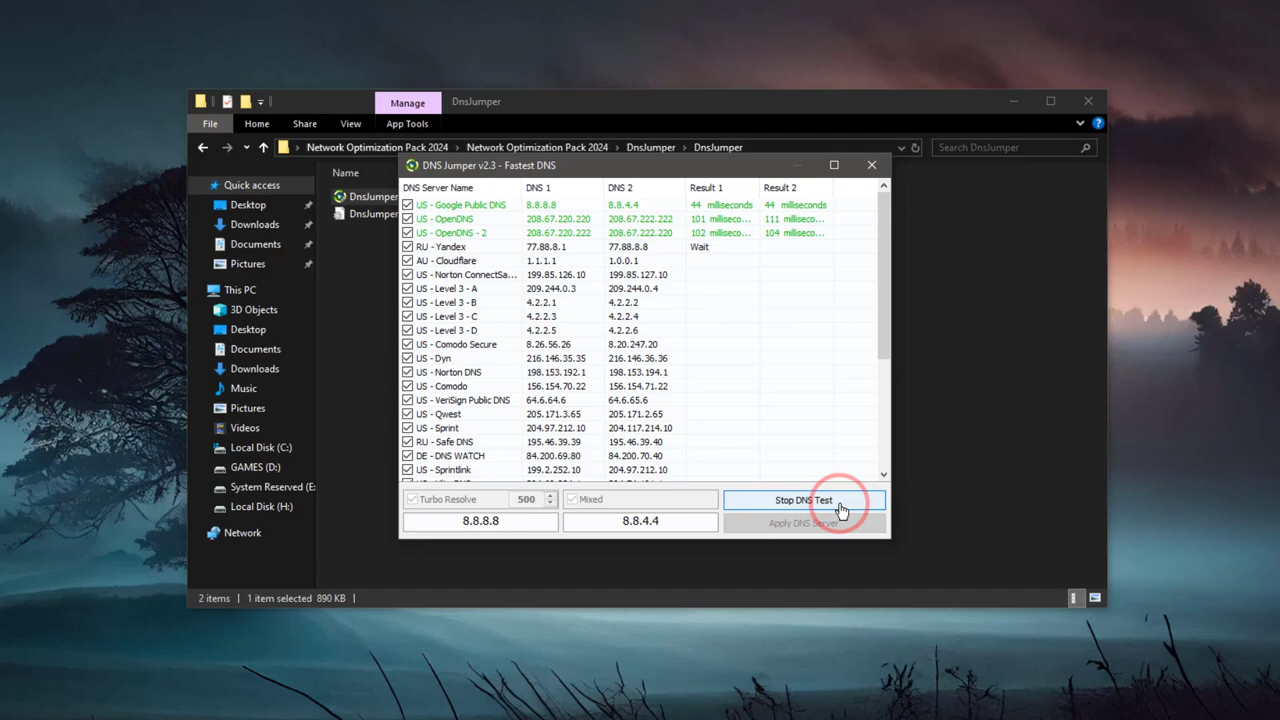 Manage
DnsJumper
File
Home
Share
View
App Tools
Network Optimization Pack 2024
Network Optimization Pack 2024
DnsJumper
DnsJumper
Search DnsJumper
Quick access
Desktop
Downloads
Documents
Pictures
This PC
3D Objects
Desktop
Documents
Downloads
Music
Pictures
Videos
Local Disk (C:)
GAMES (D:)
System Reserved (E:
Local Disk (H:)
Network
Name
DnsJumper
DnsJumper
2 items
1 item selected 890 KB
DNS Jumper v2.3 - Fastest DNS
DNS Server Name DNS 1 DNS 2 Result 1 Result 2
US - Google Public DNS 8.8.8.8 8.8.4.4 44 milliseconds 44 milliseconds
US - OpenDNS 208.67.220.220 208.67.222.222 101 milliseco... 111 milliseco...
US - OpenDNS - 2 208.67.220.222 208.67.222.220 102 milliseco... 104 milliseco...
RU - Yandex 77.88.8.1 77.88.8.8 Wait
AU - Cloudflare 1.1.1.1 1.0.0.1
US - Norton ConnectSa... 199.85.126.10 199.85.127.10
US - Level 3 - A 209.244.0.3 209.244.0.4
US - Level 3 - B 4.2.2.1 4.2.2.2
US - Level 3 - C 4.2.2.3 4.2.2.4
US - Level 3 - D 4.2.2.5 4.2.2.6
US - Comodo Secure 8.26.56.26 8.20.247.20
US - Dyn 216.146.35.35 216.146.36.36
US - Norton DNS 198.153.192.1 198.153.194.1
US - Comodo 156.154.70.22 156.154.71.22
US - VeriSign Public DNS 64.6.64.6 64.6.65.6
US - Qwest 205.171.3.65 205.171.2.65
US - Sprint 204.97.212.10 204.117.214.10
RU - Safe DNS 195.46.39.39 195.46.39.40
DE - DNS WATCH 84.200.69.80 84.200.70.40
US - Sprintlink 199.2.252.10 204.97.212.10
Turbo Resolve 500 Mixed Stop DNS Test
8.8.8.8 8.8.4.4 Apply DNS Server